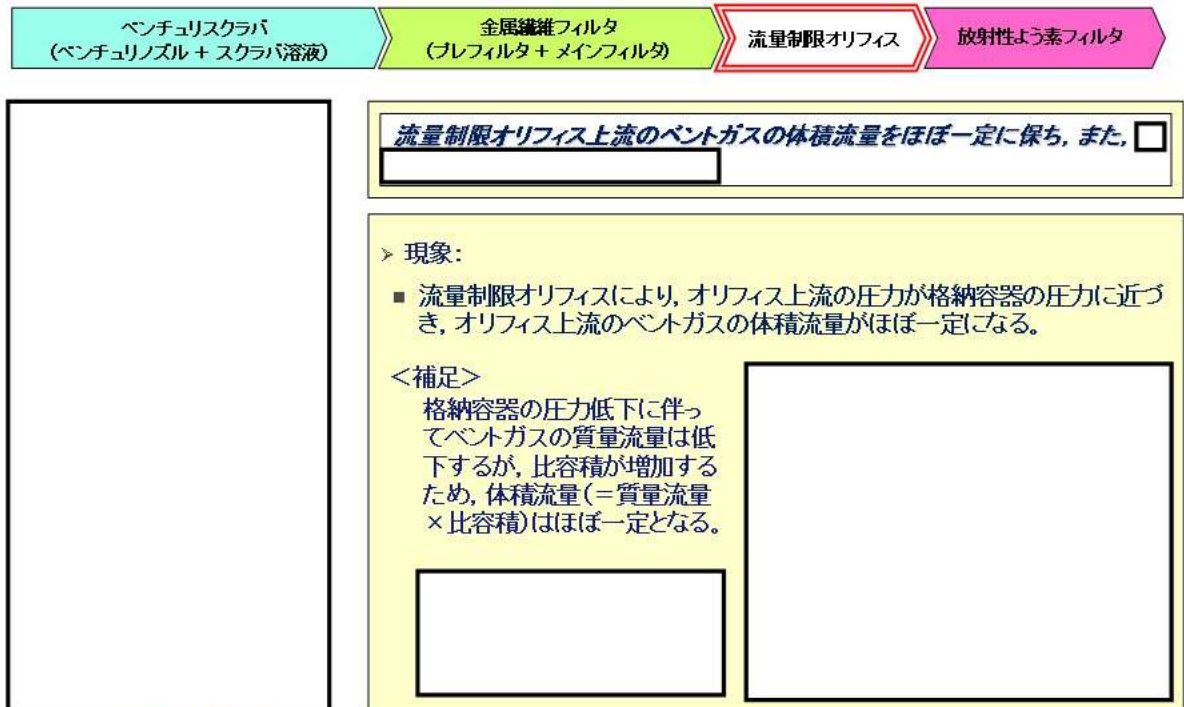 ベンチュリスクラバ
(ベンチュリノズル + スクラバ溶液)
金属繊維フィルタ
(プレフィルタ + メインフィルタ)
流量制限オリフィス
放射性よう素フィルタ
流量制限オリフィス上流のベントガスの体積流量をほぼ一定に保ち, また,
➢ 現象:
■ 流量制限オリフィスにより, オリフィス上流の圧力が格納容器の圧力に近づ
き, オリフィス上流のベントガスの体積流量がほぼ一定になる。
<補足>
格納容器の圧力低下に伴っ
てベントガスの質量流量は低
下するが, 比容積が増加する
ため, 体積流量(=質量流量
×比容積)はほぼ一定となる。